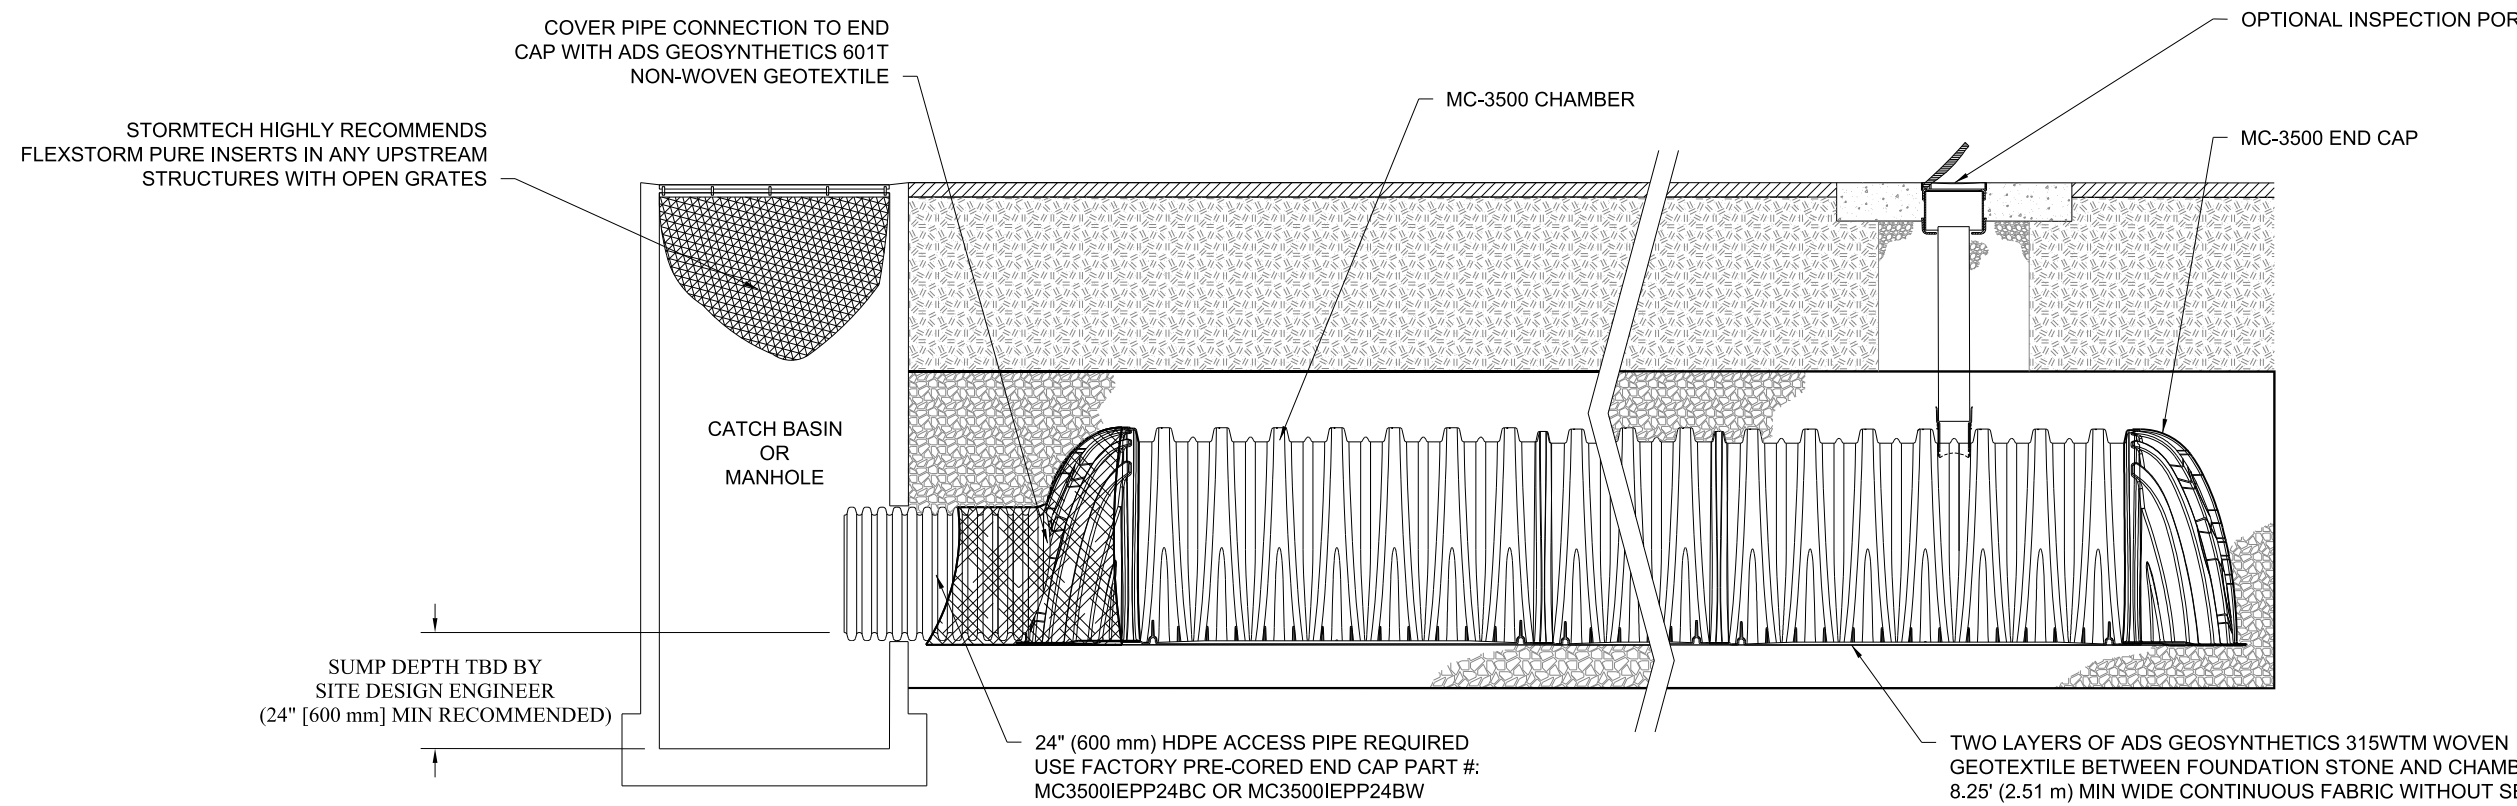 COVER PIPE CONNECTION TO END
CAP WITH ADS GEOSYNTHETICS 601T
NON-WOVEN GEOTEXTILE
OPTIONAL INSPECTION POR
MC-3500 CHAMBER
STORMTECH HIGHLY RECOMMENDS
FLEXSTORM PURE INSERTS IN ANY UPSTREAM
STRUCTURES WITH OPEN GRATES
MC-3500 END CAP
CATCH BASIN
OR
MANHOLE
SUMP DEPTH TBD BY
SITE DESIGN ENGINEER
(24" [600 mm] MIN RECOMMENDED)
24" (600 mm) HDPE ACCESS PIPE REQUIRED
USE FACTORY PRE-CORED END CAP PART #:
MC3500IEPP24BC OR MC3500IEPP24BW
TWO LAYERS OF ADS GEOSYNTHETICS 315WTM WOVEN
GEOTEXTILE BETWEEN FOUNDATION STONE AND CHAMB
8.25' (2.51 m) MIN WIDE CONTINUOUS FABRIC WITHOUT SE